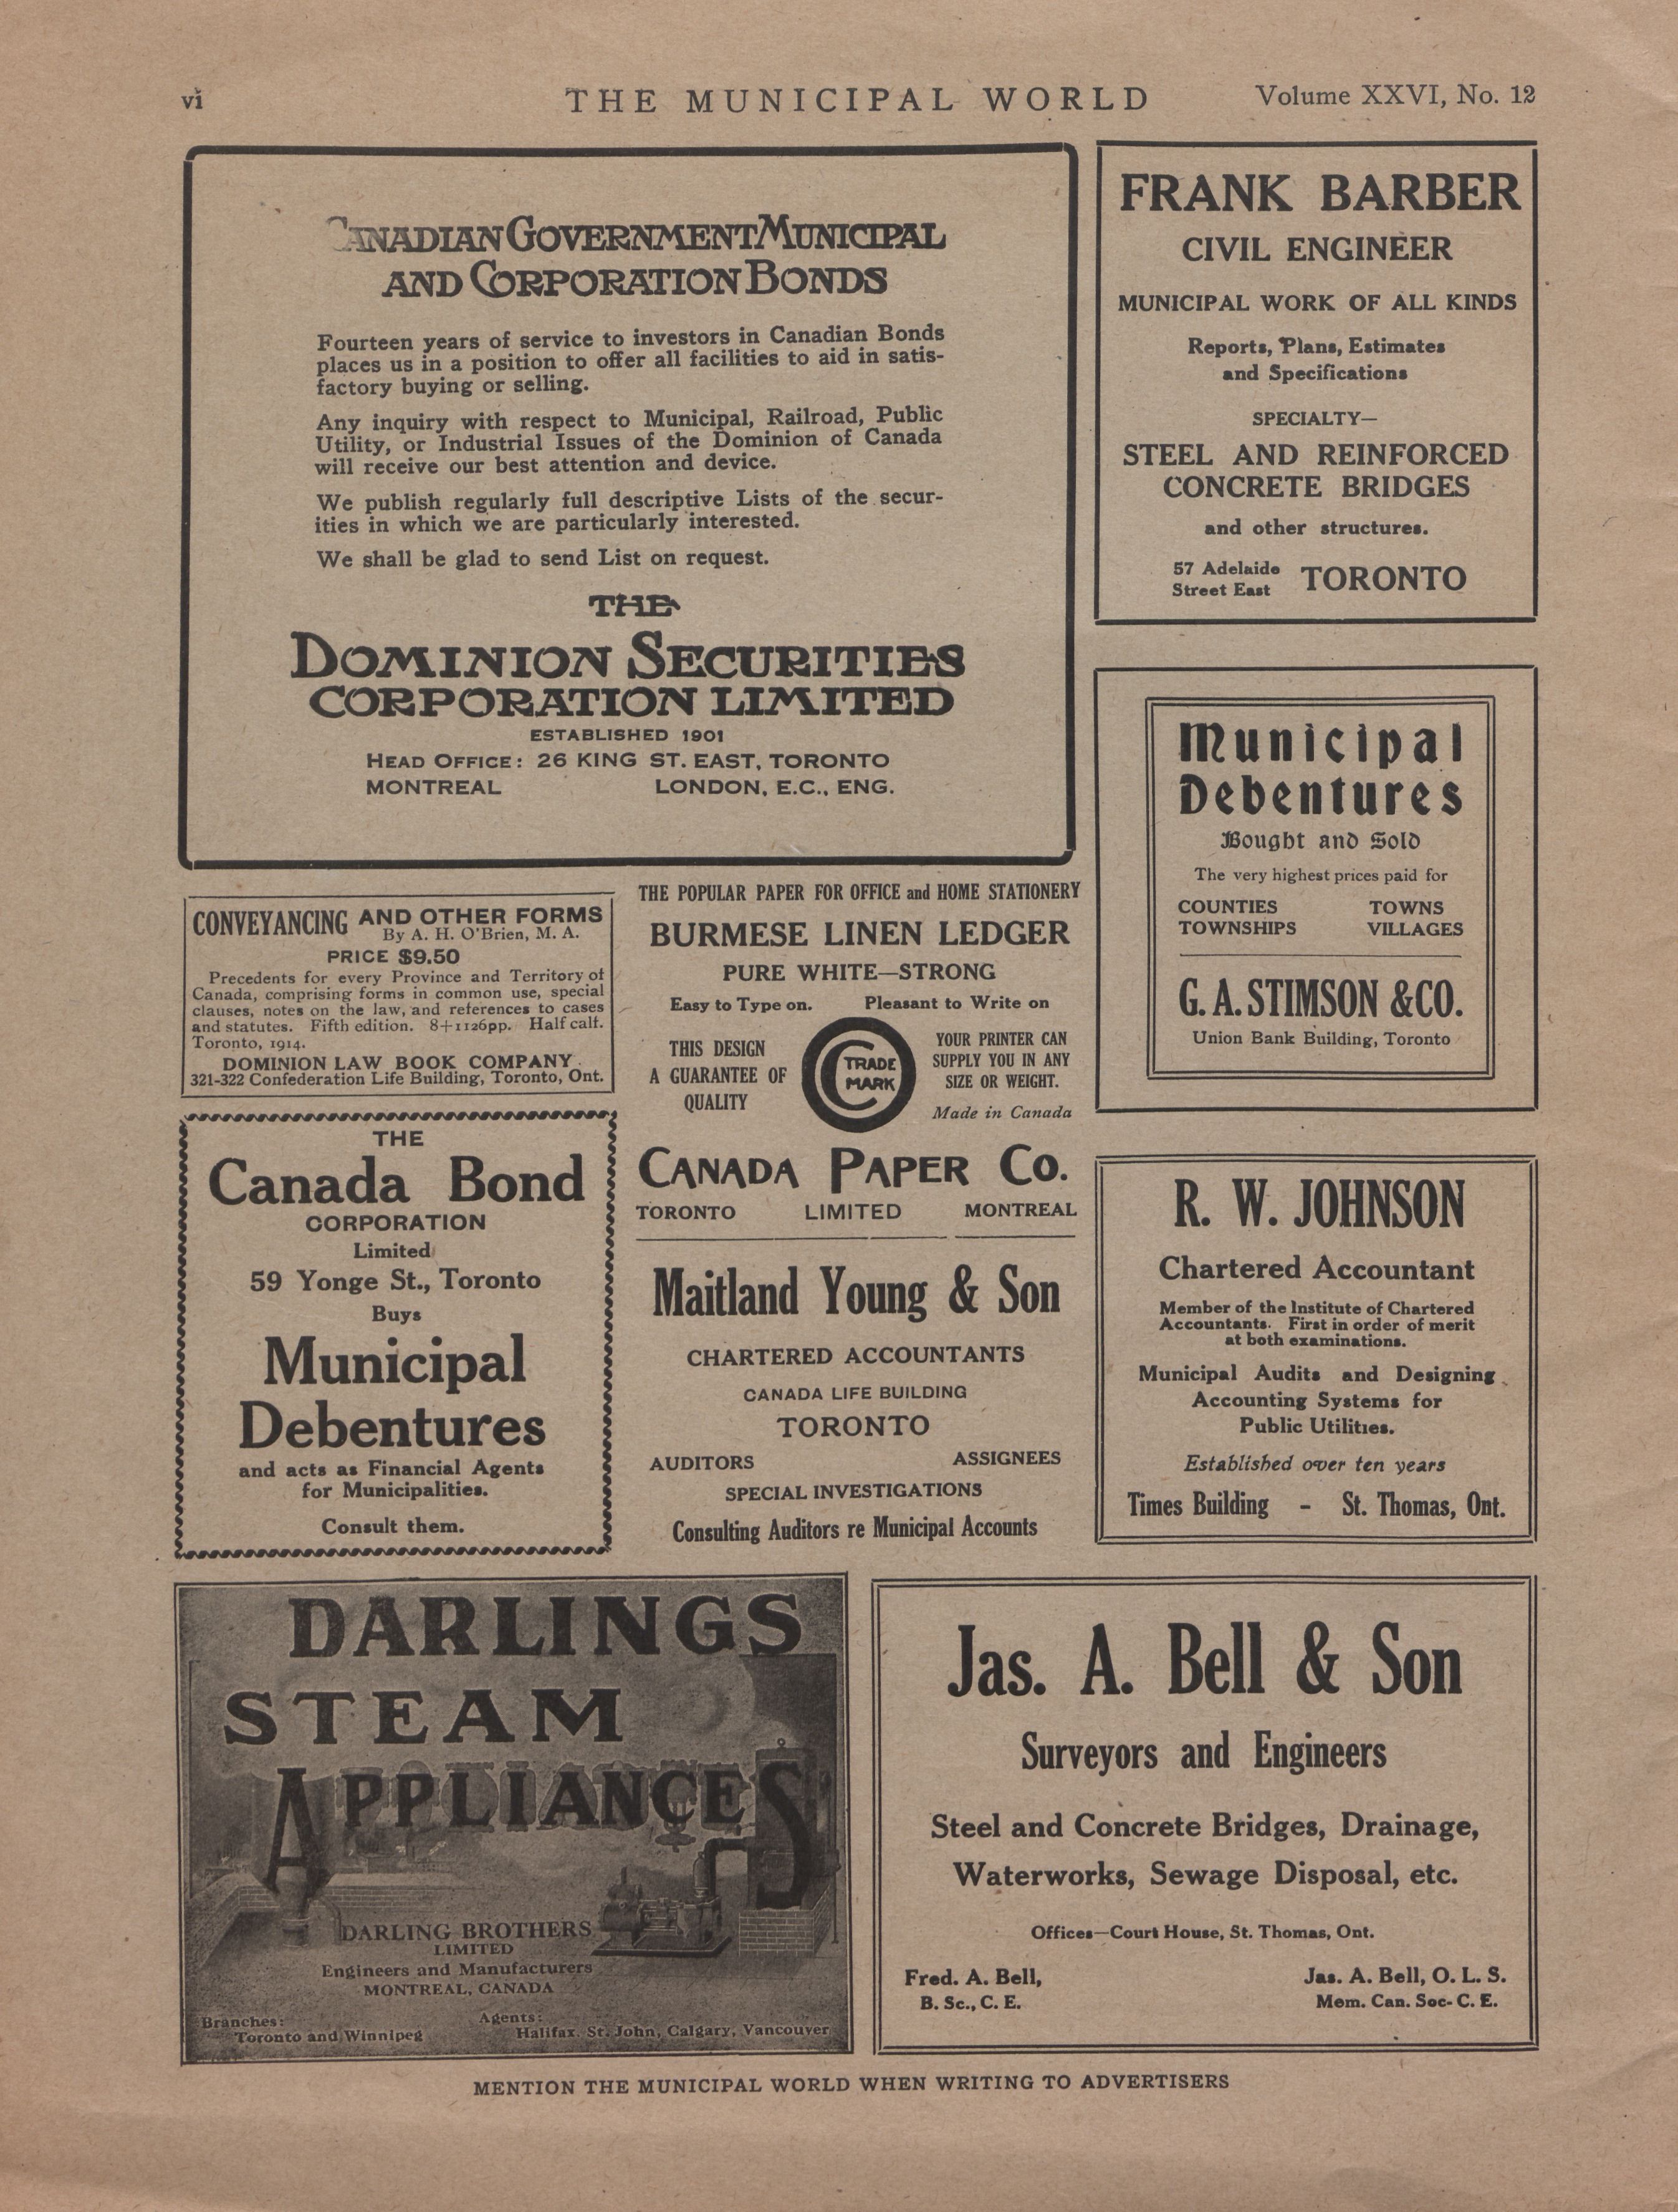 vi
THE MUNICIPAL WORLD
Volume XXVI, No. 12
CANADIAN GOVERNMENT MUNICIPAL
AND CORPORATION BONDS
Fourteen years of service to investors in Canadian Bonds
places us in a position to offer all facilities to aid in satis-
factory buying or selling.
Any inquiry with respect to Municipal, Railroad, Public
Utility, or Industrial Issues of the Dominion of Canada
will receive our best attention and device.
We publish regularly full descriptive Lists of the secur-
ities in which we are particularly interested.
We shall be glad to send List on request.
THE
DOMINION SECURITIES
CORPORATION LIMITED
ESTABLISHED 1901
HEAD OFFICE: 26 KING ST. EAST, TORONTO
MONTREAL LONDON, E.C., ENG.
FRANK BARBER
CIVIL ENGINEER
MUNICIPAL WORK OF ALL KINDS
Reports, Plans, Estimates
and Specifications
SPECIALTY—
STEEL AND REINFORCED
CONCRETE BRIDGES
and other structures.
57 Adelaide
Street East
TORONTO
Municipal
Debentures
Bought and Sold
The very highest prices paid for
COUNTIES TOWNS
TOWNSHIPS VILLAGES
G. A. STIMSON & CO.
Union Bank Building, Toronto
CONVEYANCING AND OTHER FORMS
By A. H. O'Brien, M. A.
PRICE $9.50
Precedents for every Province and Territory of
Canada, comprising forms in common use, special
clauses, notes on the law, and references to cases
and statutes. Fifth edition. 8+1126pp. Half calf.
Toronto, 1914.
DOMINION LAW BOOK COMPANY
321-322 Confederation Life Building, Toronto, Ont.
THE POPULAR PAPER FOR OFFICE and HOME STATIONERY
BURMESE LINEN LEDGER
PURE WHITE—STRONG
Easy to Type on. Pleasant to Write on
THIS DESIGN
A GUARANTEE OF
QUALITY
C TRADE
MARK
YOUR PRINTER CAN
SUPPLY YOU IN ANY
SIZE OR WEIGHT.
Made in Canada
CANADA PAPER CO.
TORONTO LIMITED MONTREAL
THE
Canada Bond
CORPORATION
Limited
59 Yonge St., Toronto
Buys
Municipal
Debentures
and acts as Financial Agents
for Municipalities.
Consult them.
Maitland Young & Son
CHARTERED ACCOUNTANTS
CANADA LIFE BUILDING
TORONTO
AUDITORS ASSIGNEES
SPECIAL INVESTIGATIONS
Consulting Auditors re Municipal Accounts
R. W. JOHNSON
Chartered Accountant
Member of the Institute of Chartered
Accountants. First in order of merit
at both examinations.
Municipal Audits and Designing
Accounting Systems for
Public Utilities.
Established over ten years
Times Building - St. Thomas, Ont.
DARLINGS
STEAM
APPLIANCES
DARLING BROTHERS
LIMITED
Engineers and Manufacturers
MONTREAL, CANADA
Branches:
Toronto and Winnipeg
Agents:
Halifax. St. John, Calgary, Vancouver
Jas. A. Bell & Son
Surveyors and Engineers
Steel and Concrete Bridges, Drainage,
Waterworks, Sewage Disposal, etc.
Offices—Court House, St. Thomas, Ont.
Fred. A. Bell,
B. Sc., C. E.
Jas. A. Bell, O. L. S.
Mem. Can. Soc- C. E.
MENTION THE MUNICIPAL WORLD WHEN WRITING TO ADVERTISERS